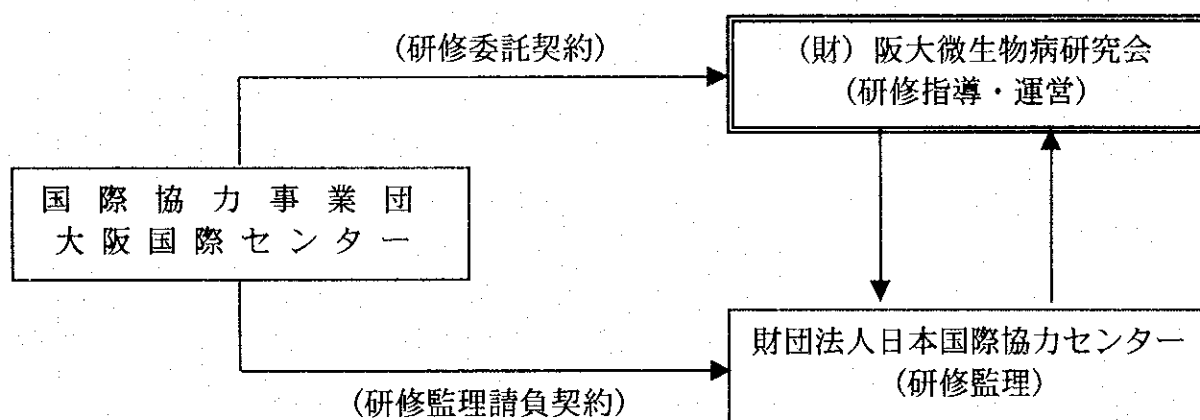 (研修委託契約)
(財) 阪大微生物病研究会
(研修指導・運営)
国際協力事業団
大阪国際センター
財団法人日本国際協力センター
(研修監理)
(研修監理請負契約)